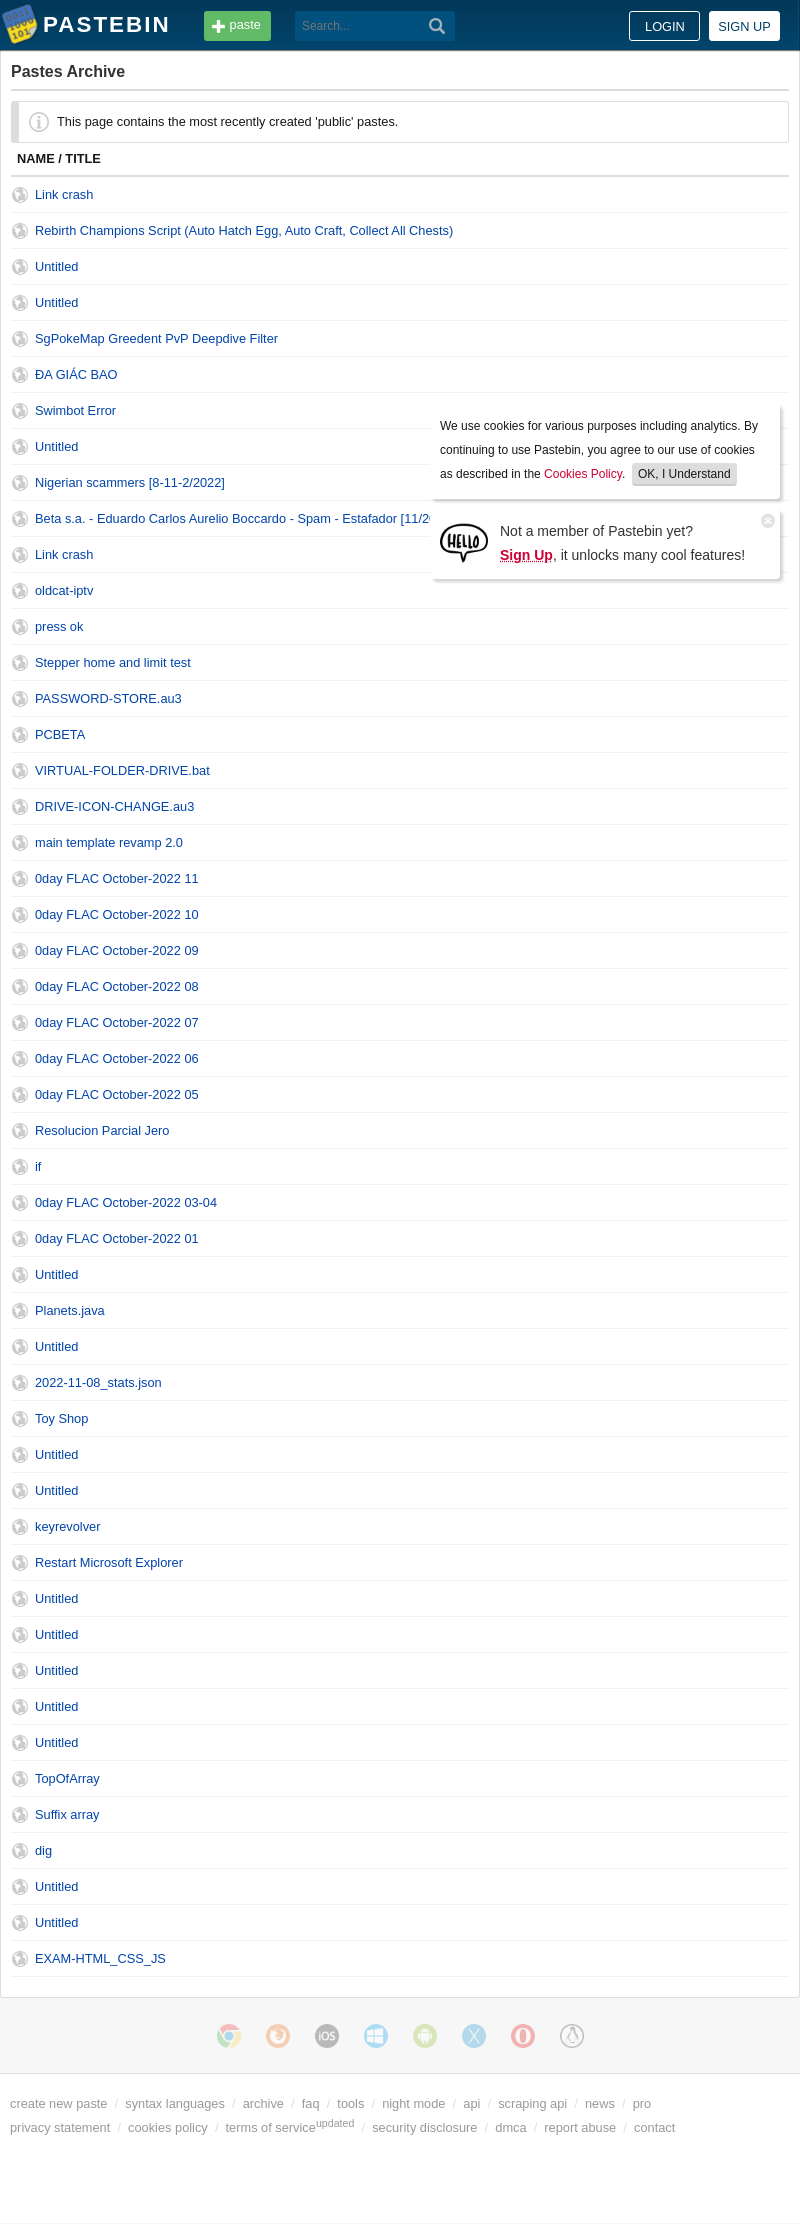 PASTEBIN
paste
Search...
LOGIN
SIGN UP
Pastes Archive
This page contains the most recently created 'public' pastes.
NAME / TITLE
Link crash
Rebirth Champions Script (Auto Hatch Egg, Auto Craft, Collect All Chests)
Untitled
Untitled
SgPokeMap Greedent PvP Deepdive Filter
ĐA GIÁC BAO
Swimbot Error
Untitled
Nigerian scammers [8-11-2/2022]
Beta s.a. - Eduardo Carlos Aurelio Boccardo - Spam - Estafador
We use cookies for various purposes including analytics. By
continuing to use Pastebin, you agree to our use of cookies
as described in the Cookies Policy. OK, I Understand
HELLO
Not a member of Pastebin yet?
Sign Up, it unlocks many cool features!
Link crash
oldcat-iptv
press ok
Stepper home and limit test
PASSWORD-STORE.au3
PCBETA
VIRTUAL-FOLDER-DRIVE.bat
DRIVE-ICON-CHANGE.au3
main template revamp 2.0
0day FLAC October-2022 11
0day FLAC October-2022 10
0day FLAC October-2022 09
0day FLAC October-2022 08
0day FLAC October-2022 07
0day FLAC October-2022 06
0day FLAC October-2022 05
Resolucion Parcial Jero
if
0day FLAC October-2022 03-04
0day FLAC October-2022 01
Untitled
Planets.java
Untitled
2022-11-08_stats.json
Toy Shop
Untitled
Untitled
keyrevolver
Restart Microsoft Explorer
Untitled
Untitled
Untitled
Untitled
Untitled
TopOfArray
Suffix array
dig
Untitled
Untitled
EXAM-HTML_CSS_JS
iOS
create new paste / syntax languages / archive / faq / tools / night mode / api / scraping api / news / pro
privacy statement / cookies policy / terms of service updated / security disclosure / dmca / report abuse / contact